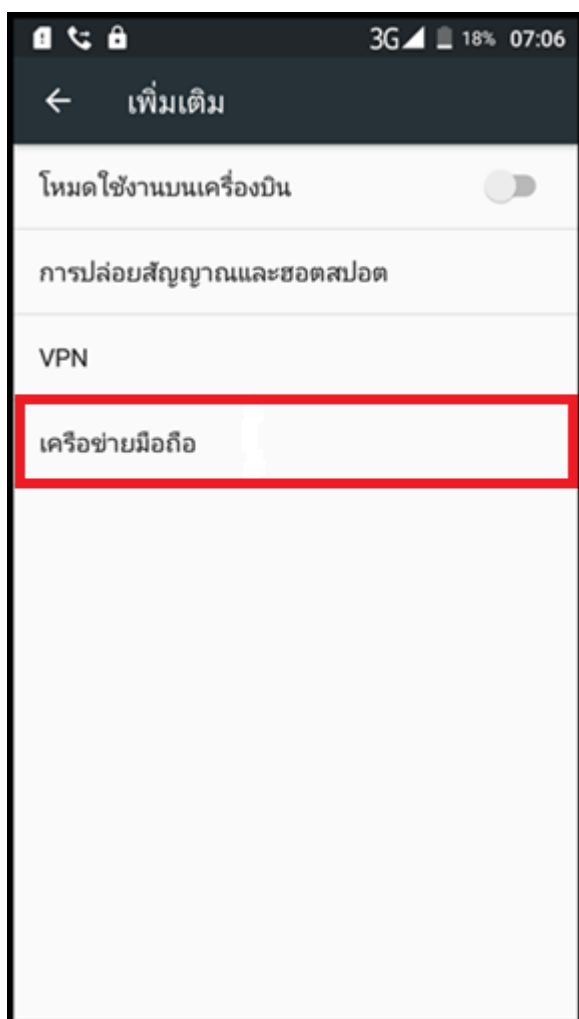 3G 18% 07:06
เพิ่มเติม
โหมดใช้งานบนเครื่องบิน
การปล่อยสัญญาณและฮอตสปอต
VPN
เครือข่ายมือถือ